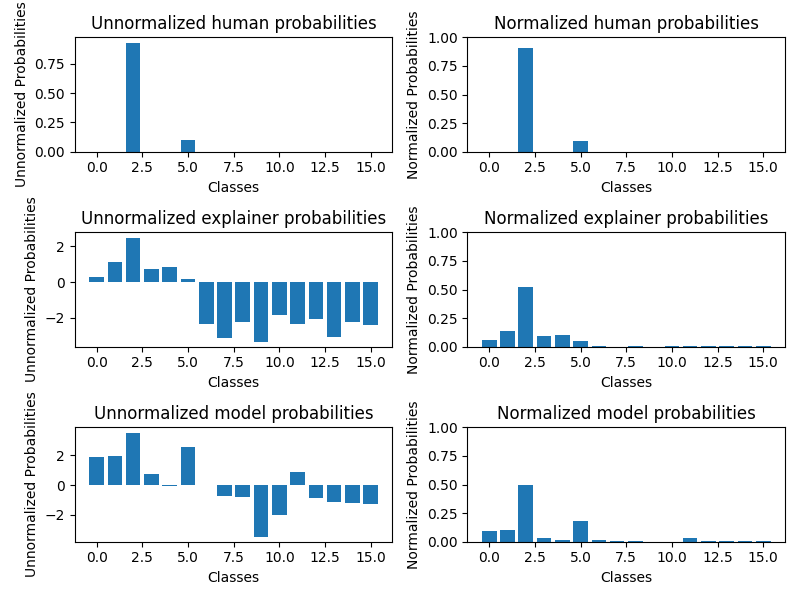 Unnormalized human probabilities
Unnormalized Probabilities
0.75
0.50
0.25
0.00
0.0 2.5 5.0 7.5 10.0 12.5 15.0
Classes
Normalized human probabilities
Normalized Probabilities
1.00
0.75
0.50
0.25
0.00
0.0 2.5 5.0 7.5 10.0 12.5 15.0
Classes
Unnormalized explainer probabilities
Unnormalized Probabilities
2
0
−2
0.0 2.5 5.0 7.5 10.0 12.5 15.0
Classes
Normalized explainer probabilities
Normalized Probabilities
1.00
0.75
0.50
0.25
0.00
0.0 2.5 5.0 7.5 10.0 12.5 15.0
Classes
Unnormalized model probabilities
Unnormalized Probabilities
2
0
−2
0.0 2.5 5.0 7.5 10.0 12.5 15.0
Classes
Normalized model probabilities
Normalized Probabilities
1.00
0.75
0.50
0.25
0.00
0.0 2.5 5.0 7.5 10.0 12.5 15.0
Classes